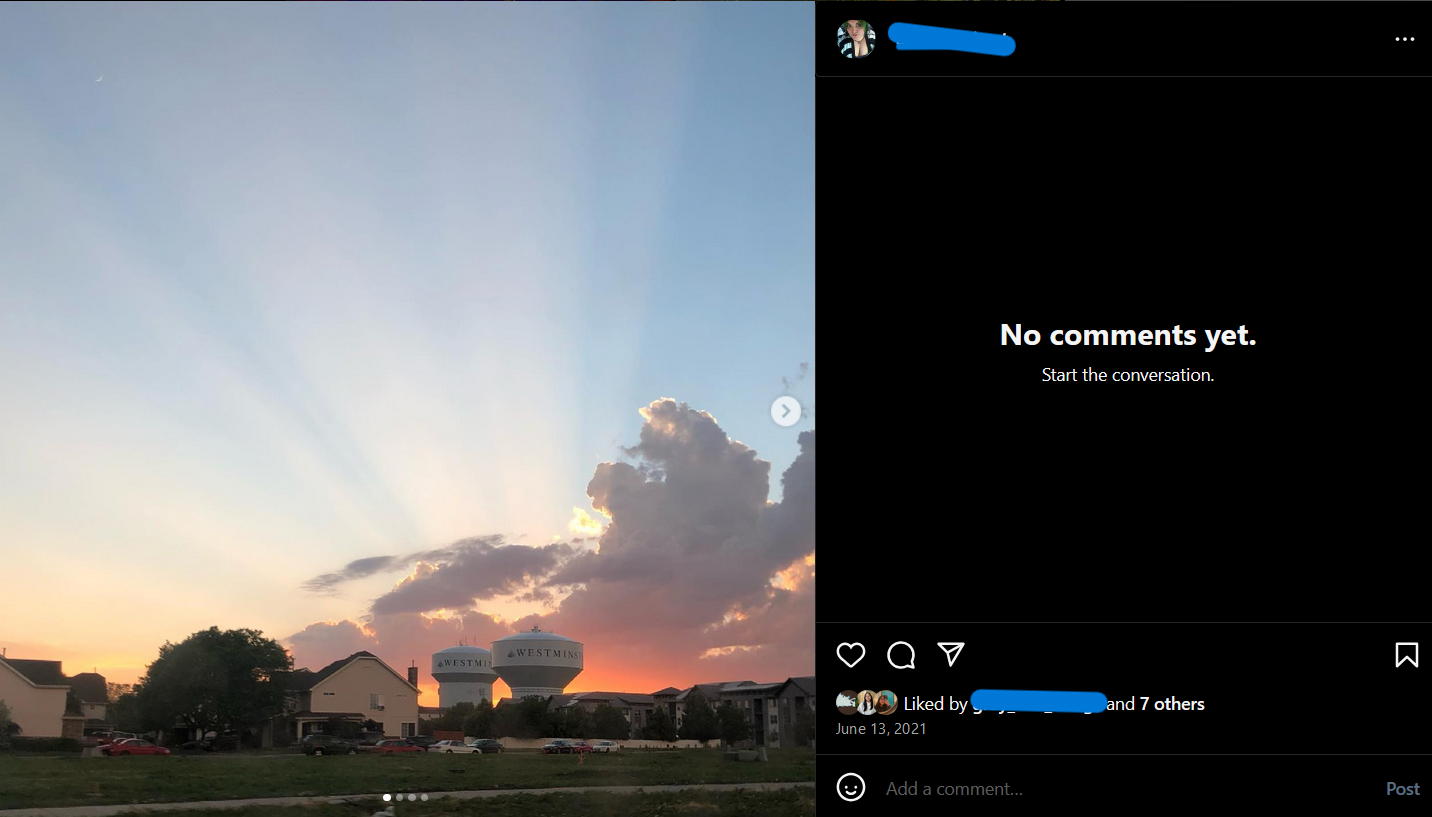 WESTMIN
WESTMINS
No comments yet.
Start the conversation.
Liked by and 7 others
June 13, 2021
Add a comment...
Post